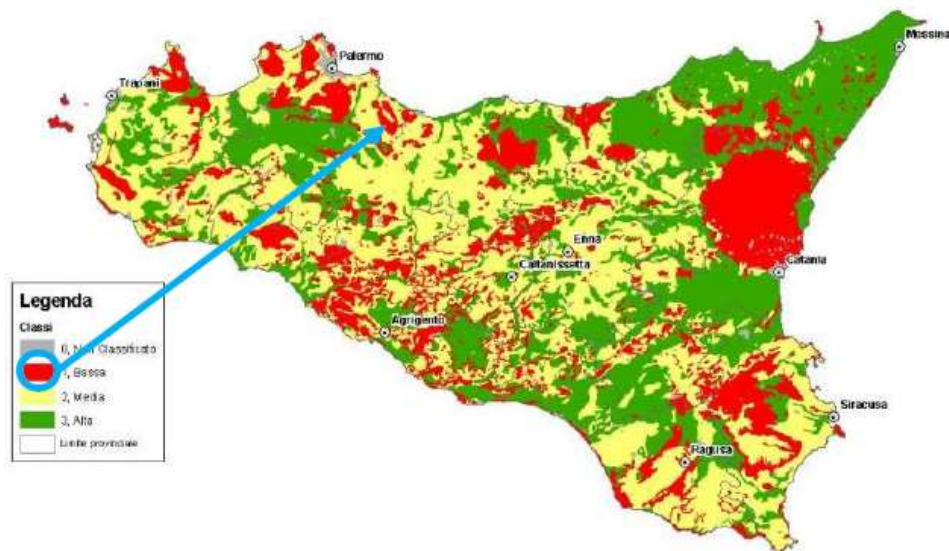 Messina
Palermo
Trapani
Enna
Caltanissetta
Catania
Legenda
Classi
0, Non Classificato
1, Bassa
Agrigento
2, Media
3, Alta
Siracusa
Limite provinciale
Ragusa